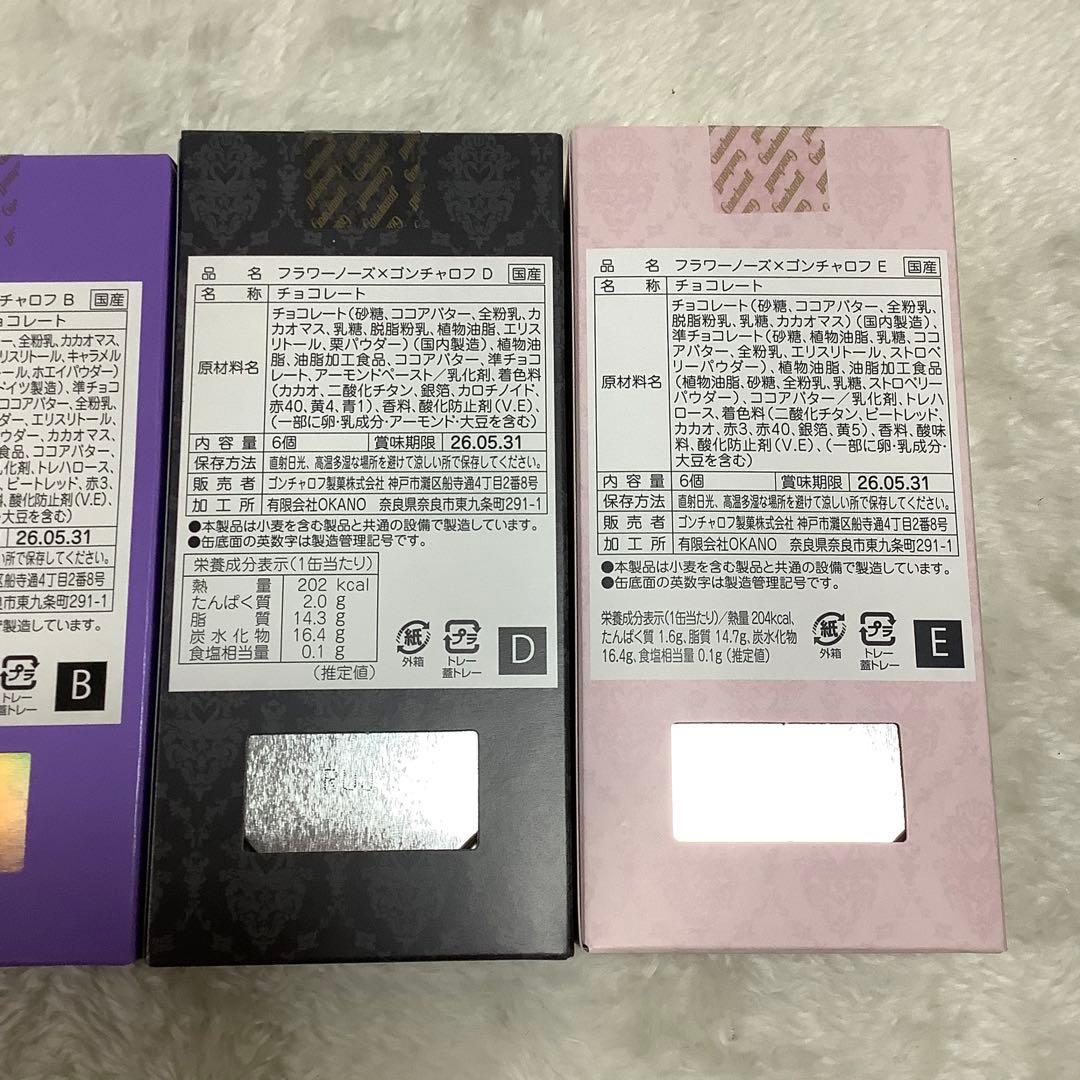 チャロフ B 国産
ョコレート
ー、全粉乳、カカオマス、
リスリトール、キャラメル
ール、ホエイパウダー)
ドイツ製造)、準チョコ
ココアバター、全粉乳、
ダー、エリスリトール、
ウダー、カカオマス、
食品、ココアバター、
乳化剤、トレハロース、
、ビートレッド、赤3、
、酸化防止剤(V.E)、
大豆を含む)
26.05.31
い所で保存してください。
区船寺通4丁目2番8号
良市東九条町291-1
で製造しています。
プラ
トレー
蓋トレー
B
品名 フラワーノーズ×ゴンチャロフ D 国産
名称 チョコレート
原材料名
チョコレート(砂糖、ココアバター、全粉乳、カ
カオマス、乳糖、脱脂粉乳、植物油脂、エリス
リトール、栗パウダー)(国内製造)、植物油
脂、油脂加工食品、ココアバター、準チョコ
レート、アーモンドペースト/乳化剤、着色料
(カカオ、二酸化チタン、銀箔、カロチノイド、
赤40、黄4、青1)、香料、酸化防止剤(V.E)、
(一部に卵・乳成分・アーモンド・大豆を含む)
内容量 6個 賞味期限 26.05.31
保存方法 直射日光、高温多湿な場所を避けて涼しい所で保存してください。
販売者 ゴンチャロフ製菓株式会社 神戸市灘区船寺通4丁目2番8号
加工所 有限会社OKANO 奈良県奈良市東九条町291-1
●本製品は小麦を含む製品と共通の設備で製造しています。
●缶底面の英数字は製造管理記号です。
栄養成分表示(1缶当たり)
熱量 202 kcal
たんぱく質 2.0 g
脂質 14.3 g
炭水化物 16.4 g
食塩相当量 0.1 g
(推定値)
紙
外箱
プラ
トレー
蓋トレー
D
Goncharoff
品名 フラワーノーズ×ゴンチャロフ E 国産
名称 チョコレート
原材料名
チョコレート(砂糖、ココアバター、全粉乳、
脱脂粉乳、乳糖、カカオマス)(国内製造)、
準チョコレート(砂糖、植物油脂、乳糖、ココ
アバター、全粉乳、エリスリトール、ストロベ
リーパウダー)、植物油脂、油脂加工食品
(植物油脂、砂糖、全粉乳、乳糖、ストロベリー
パウダー)、ココアバター/乳化剤、トレハ
ロース、着色料(二酸化チタン、ビートレッド、
カカオ、赤3、赤40、銀箔、黄5)、香料、酸味
料、酸化防止剤(V.E)、(一部に卵・乳成分・
大豆を含む)
内容量 6個 賞味期限 26.05.31
保存方法 直射日光、高温多湿な場所を避けて涼しい所で保存してください。
販売者 ゴンチャロフ製菓株式会社 神戸市灘区船寺通4丁目2番8号
加工所 有限会社OKANO 奈良県奈良市東九条町291-1
●本製品は小麦を含む製品と共通の設備で製造しています。
●缶底面の英数字は製造管理記号です。
栄養成分表示(1缶当たり)/熱量204kcal、
たんぱく質 1.6g、脂質 14.7g、炭水化物
16.4g、食塩相当量 0.1g(推定値)
紙
外箱
プラ
トレー
蓋トレー
E